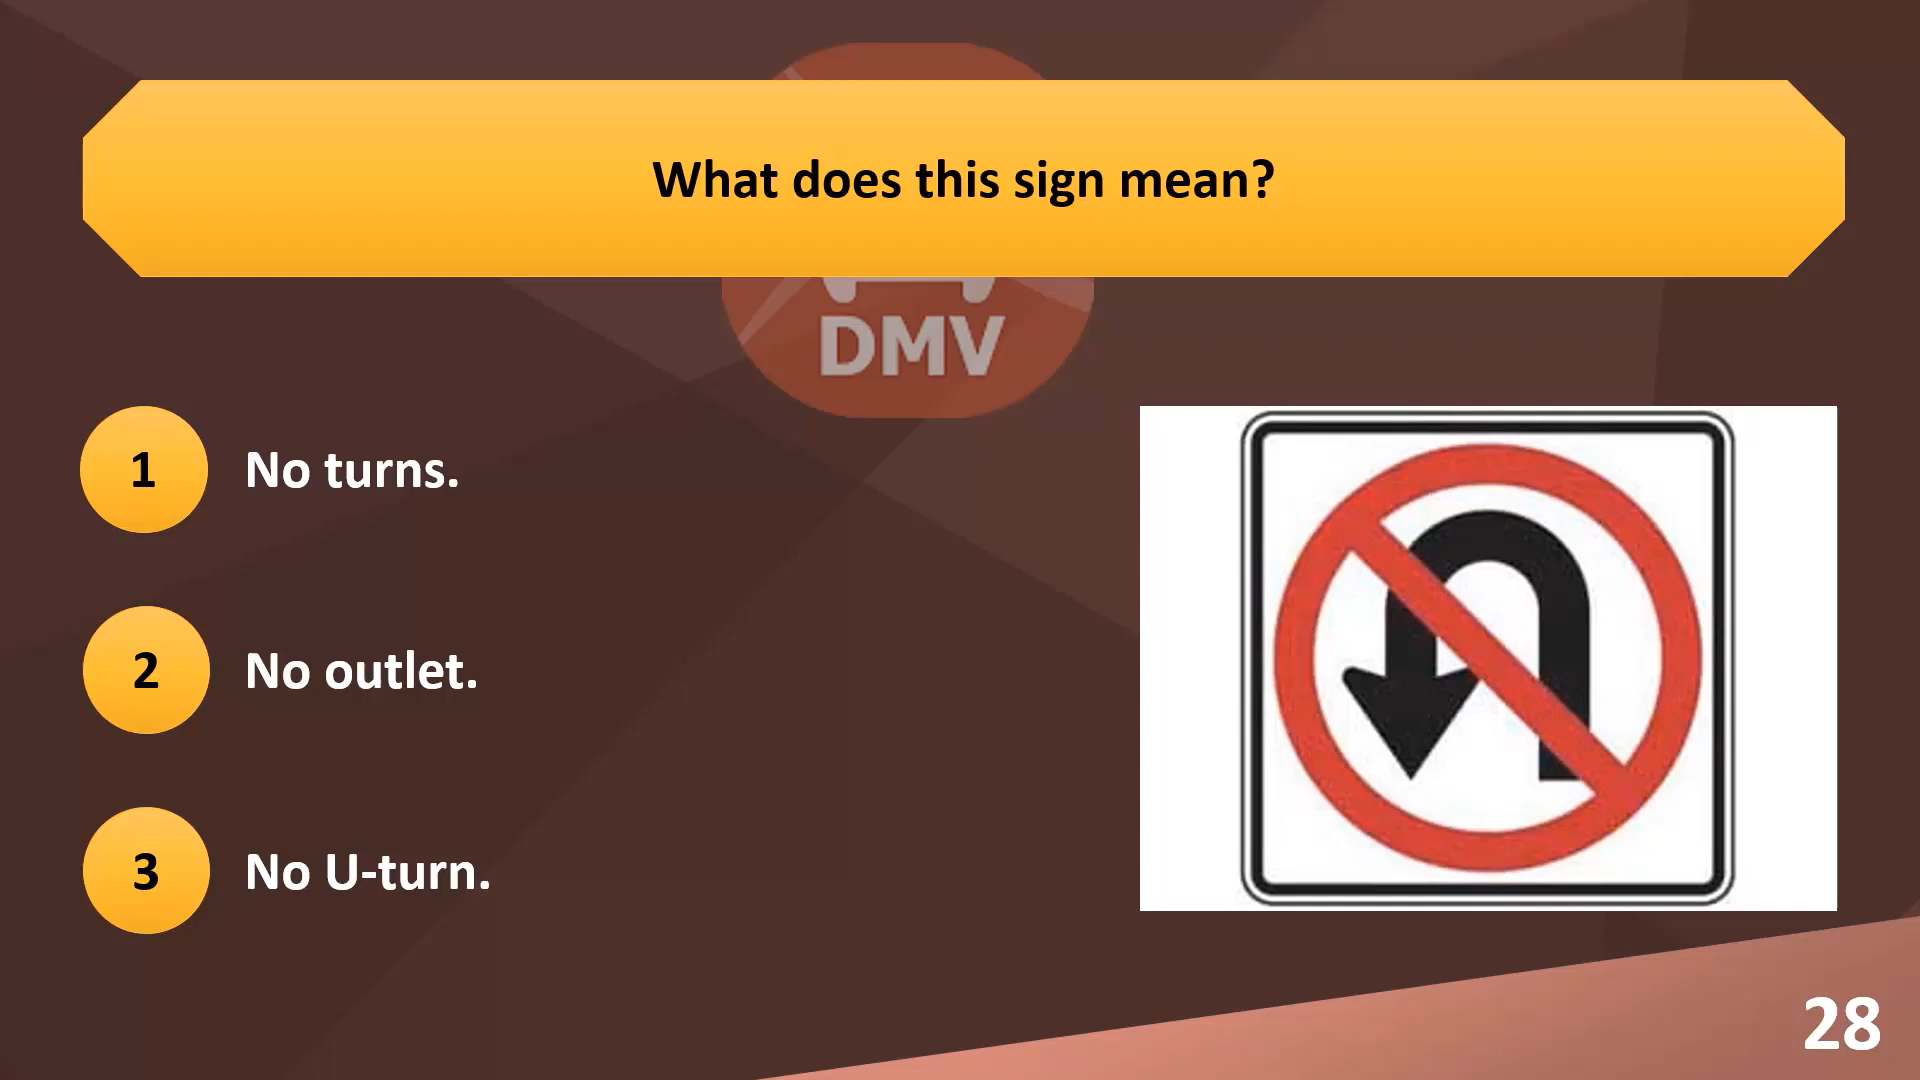 What does this sign mean?
DMV
1 No turns.
2 No outlet.
3 No U-turn.
28